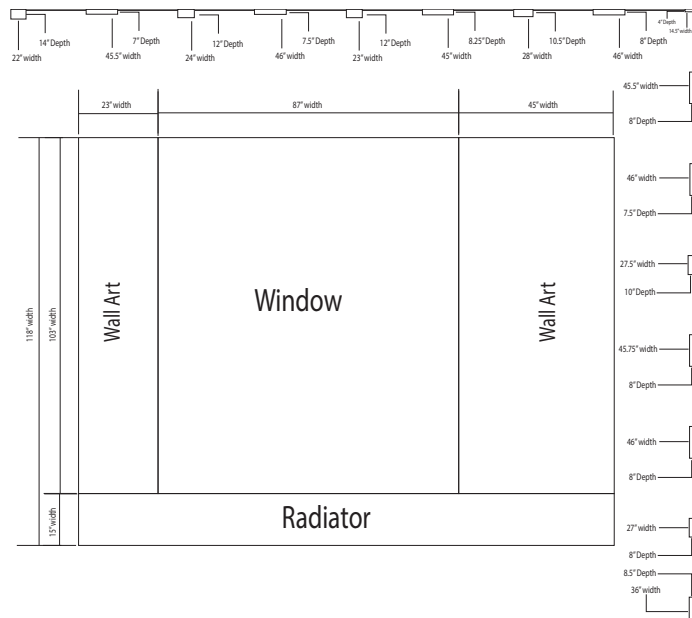 14" Depth
22" width
7" Depth
45.5" width
12" Depth
24" width
7.5" Depth
46" width
12" Depth
23" width
8.25" Depth
45" width
10.5" Depth
28" width
8" Depth
46" width
4" Depth
14.5" width
23" width
87" width
45" width
118" width
103" width
15" width
Wall Art
Window
Wall Art
Radiator
45.5" width
8" Depth
46" width
7.5" Depth
27.5" width
10" Depth
45.75" width
8" Depth
46" width
8" Depth
27" width
8" Depth
8.5" Depth
36" width